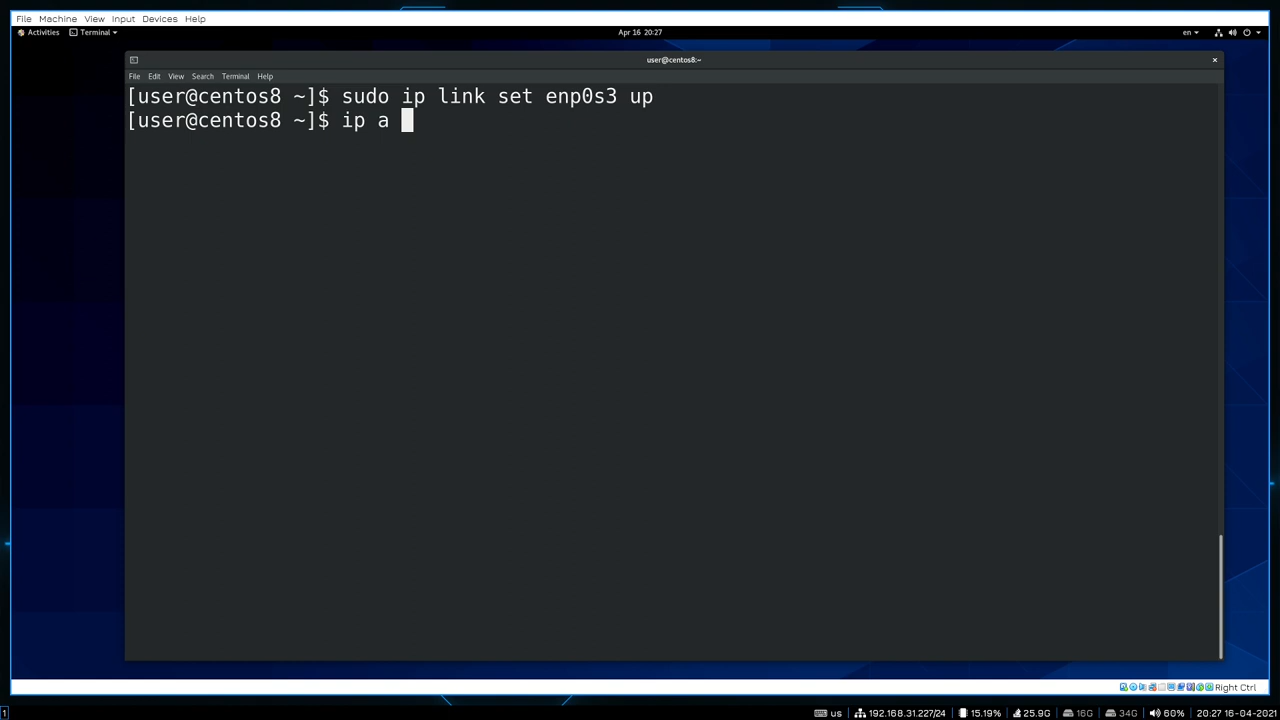 File Machine View Input Devices Help
Activities Terminal Apr 16 20:27 en
user@centos8:~
File Edit View Search Terminal Help
[user@centos8 ~]$ sudo ip link set enp0s3 up
[user@centos8 ~]$ ip a
Right Ctrl
1 us 192.168.31.227/24 15.19% 25.9G 16G 34G 60% 20:27 16-04-2021